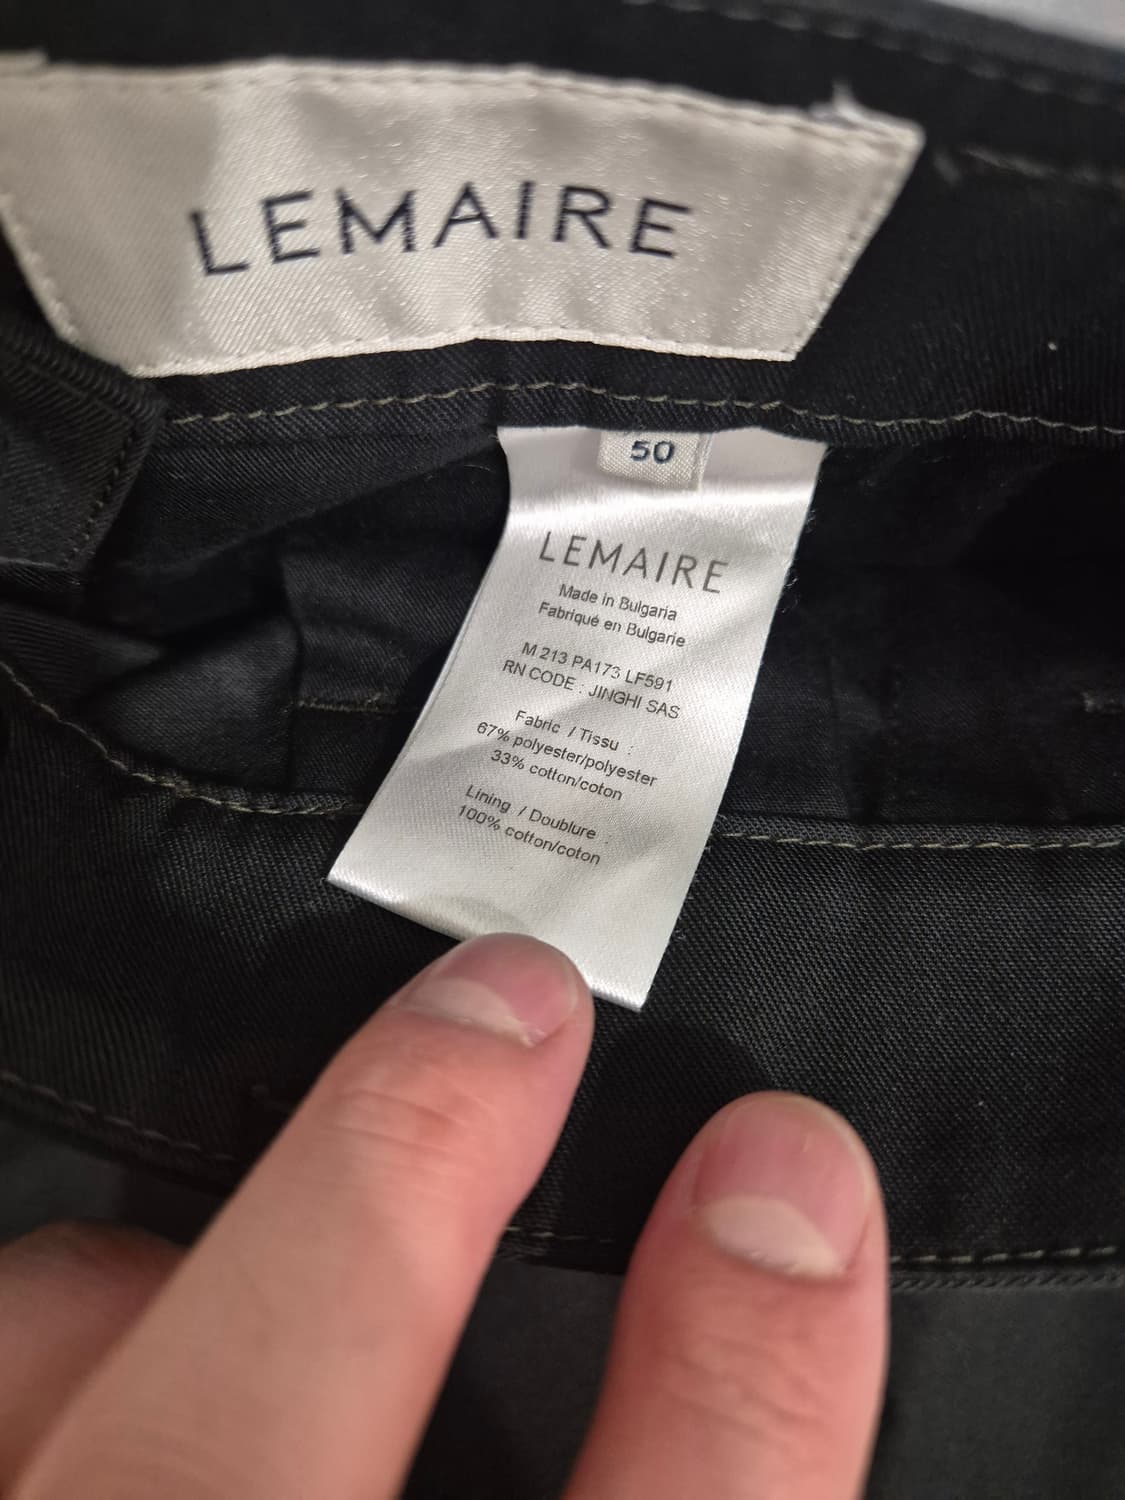 LEMAIRE
50
LEMAIRE
Made in Bulgaria
Fabriqué en Bulgarie
M 213 PA173 LF591
RN CODE : JINGHI SAS
Fabric / Tissu :
67% polyester/polyester
33% cotton/coton
Lining / Doublure :
100% cotton/coton